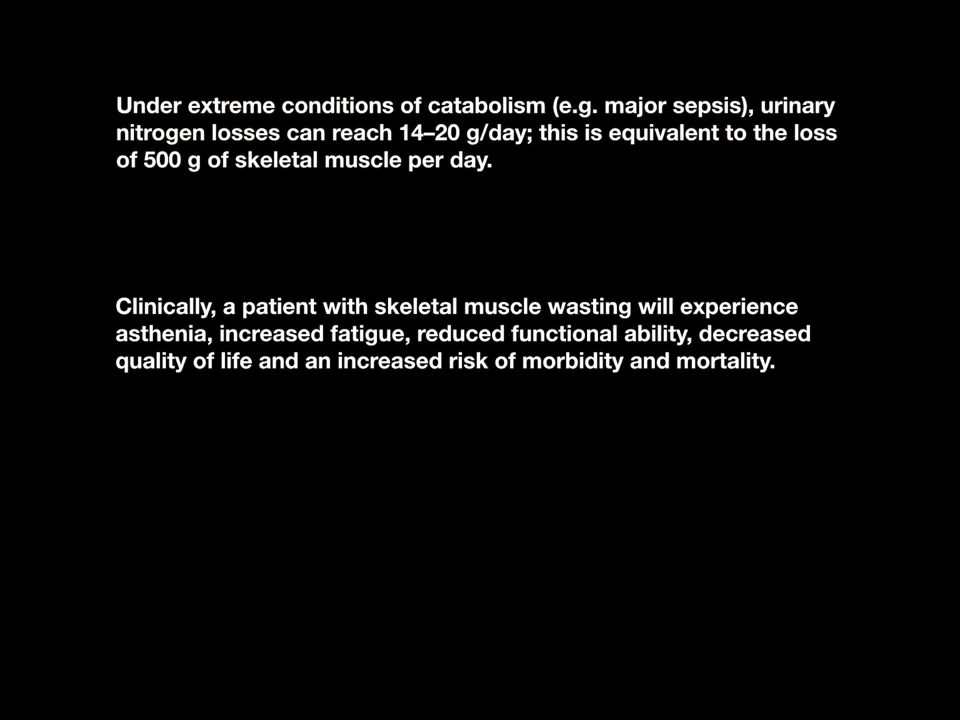 Under extreme conditions of catabolism (e.g. major sepsis), urinary
nitrogen losses can reach 14–20 g/day; this is equivalent to the loss
of 500 g of skeletal muscle per day.
Clinically, a patient with skeletal muscle wasting will experience
asthenia, increased fatigue, reduced functional ability, decreased
quality of life and an increased risk of morbidity and mortality.